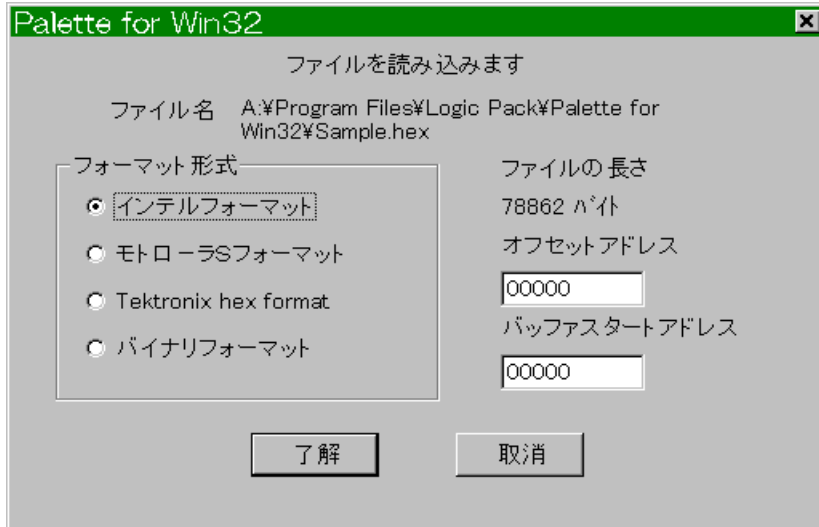 Palette for Win32
ファイルを読み込みます
ファイル名 A:¥Program Files¥Logic Pack¥Palette for
Win32¥Sample.hex
フォーマット形式
インテルフォーマット
モトローラSフォーマット
Tektronix hex format
バイナリフォーマット
ファイルの長さ
78862 バイト
オフセットアドレス
00000
バッファスタートアドレス
00000
了解
取消